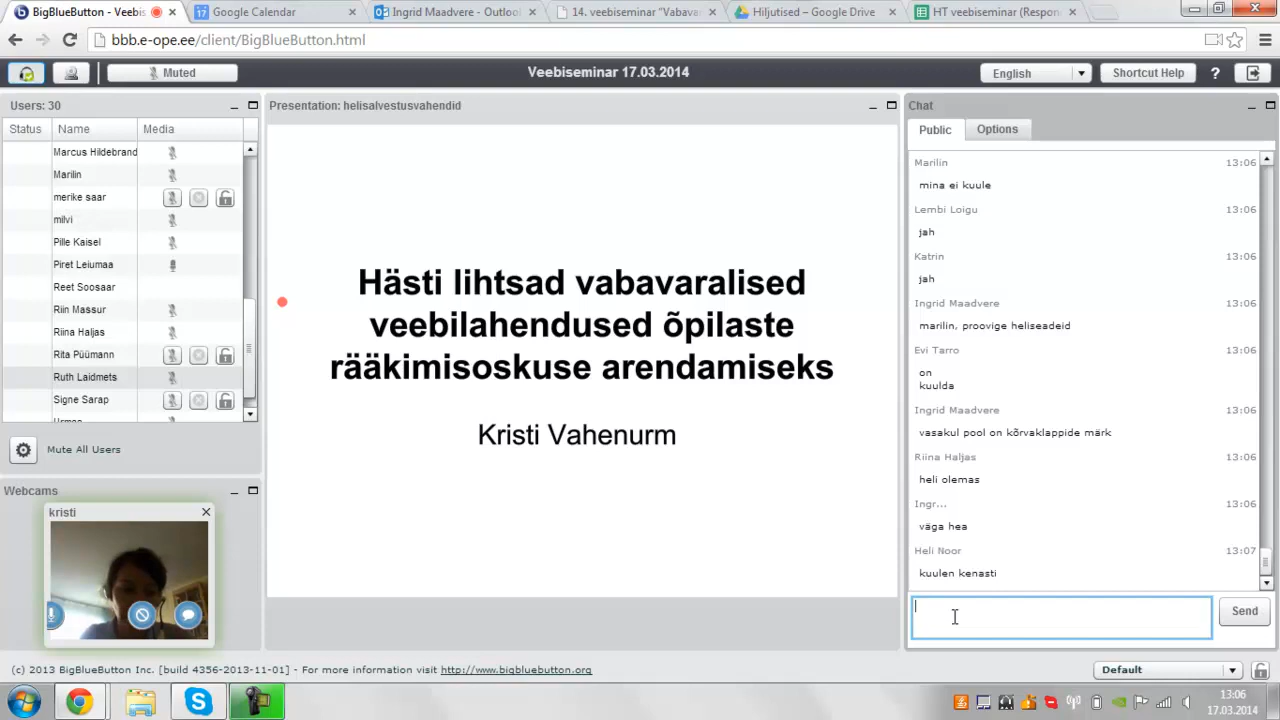 BigBlueButton - Veebis
Google Calendar
Ingrid Maadvere - Outloo
14. veebiseminar "Vabava
Hiljutised – Google Drive
HT veebiseminar (Respon
bbb.e-ope.ee/client/BigBlueButton.html
Muted
Veebiseminar 17.03.2014
English
Shortcut Help
?
Users: 30
Status Name Media
Marcus Hildebrand
Marilin
merike saar
milvi
Pille Kaisel
Piret Leiumaa
Reet Soosaar
Riin Massur
Riina Haljas
Rita Püümann
Ruth Laidmets
Signe Sarap
Mute All Users
Webcams
kristi
Presentation: helisalvestusvahendid
Hästi lihtsad vabavaralised
veebilahendused õpilaste
rääkimisoskuse arendamiseks
Kristi Vahenurm
Chat
Public Options
Marilin 13:06
mina ei kuule
Lembi Loigu 13:06
jah
Katrin 13:06
jah
Ingrid Maadvere 13:06
marilin, proovige heliseadeid
Evi Tarro 13:06
on
kuulda
Ingrid Maadvere 13:06
vasakul pool on kõrvaklappide märk
Riina Haljas 13:06
heli olemas
Ingr... 13:06
väga hea
Heli Noor 13:07
kuulen kenasti
Send
(c) 2013 BigBlueButton Inc. [build 4356-2013-11-01] - For more information visit http://www.bigbluebutton.org
Default
13:06
17.03.2014